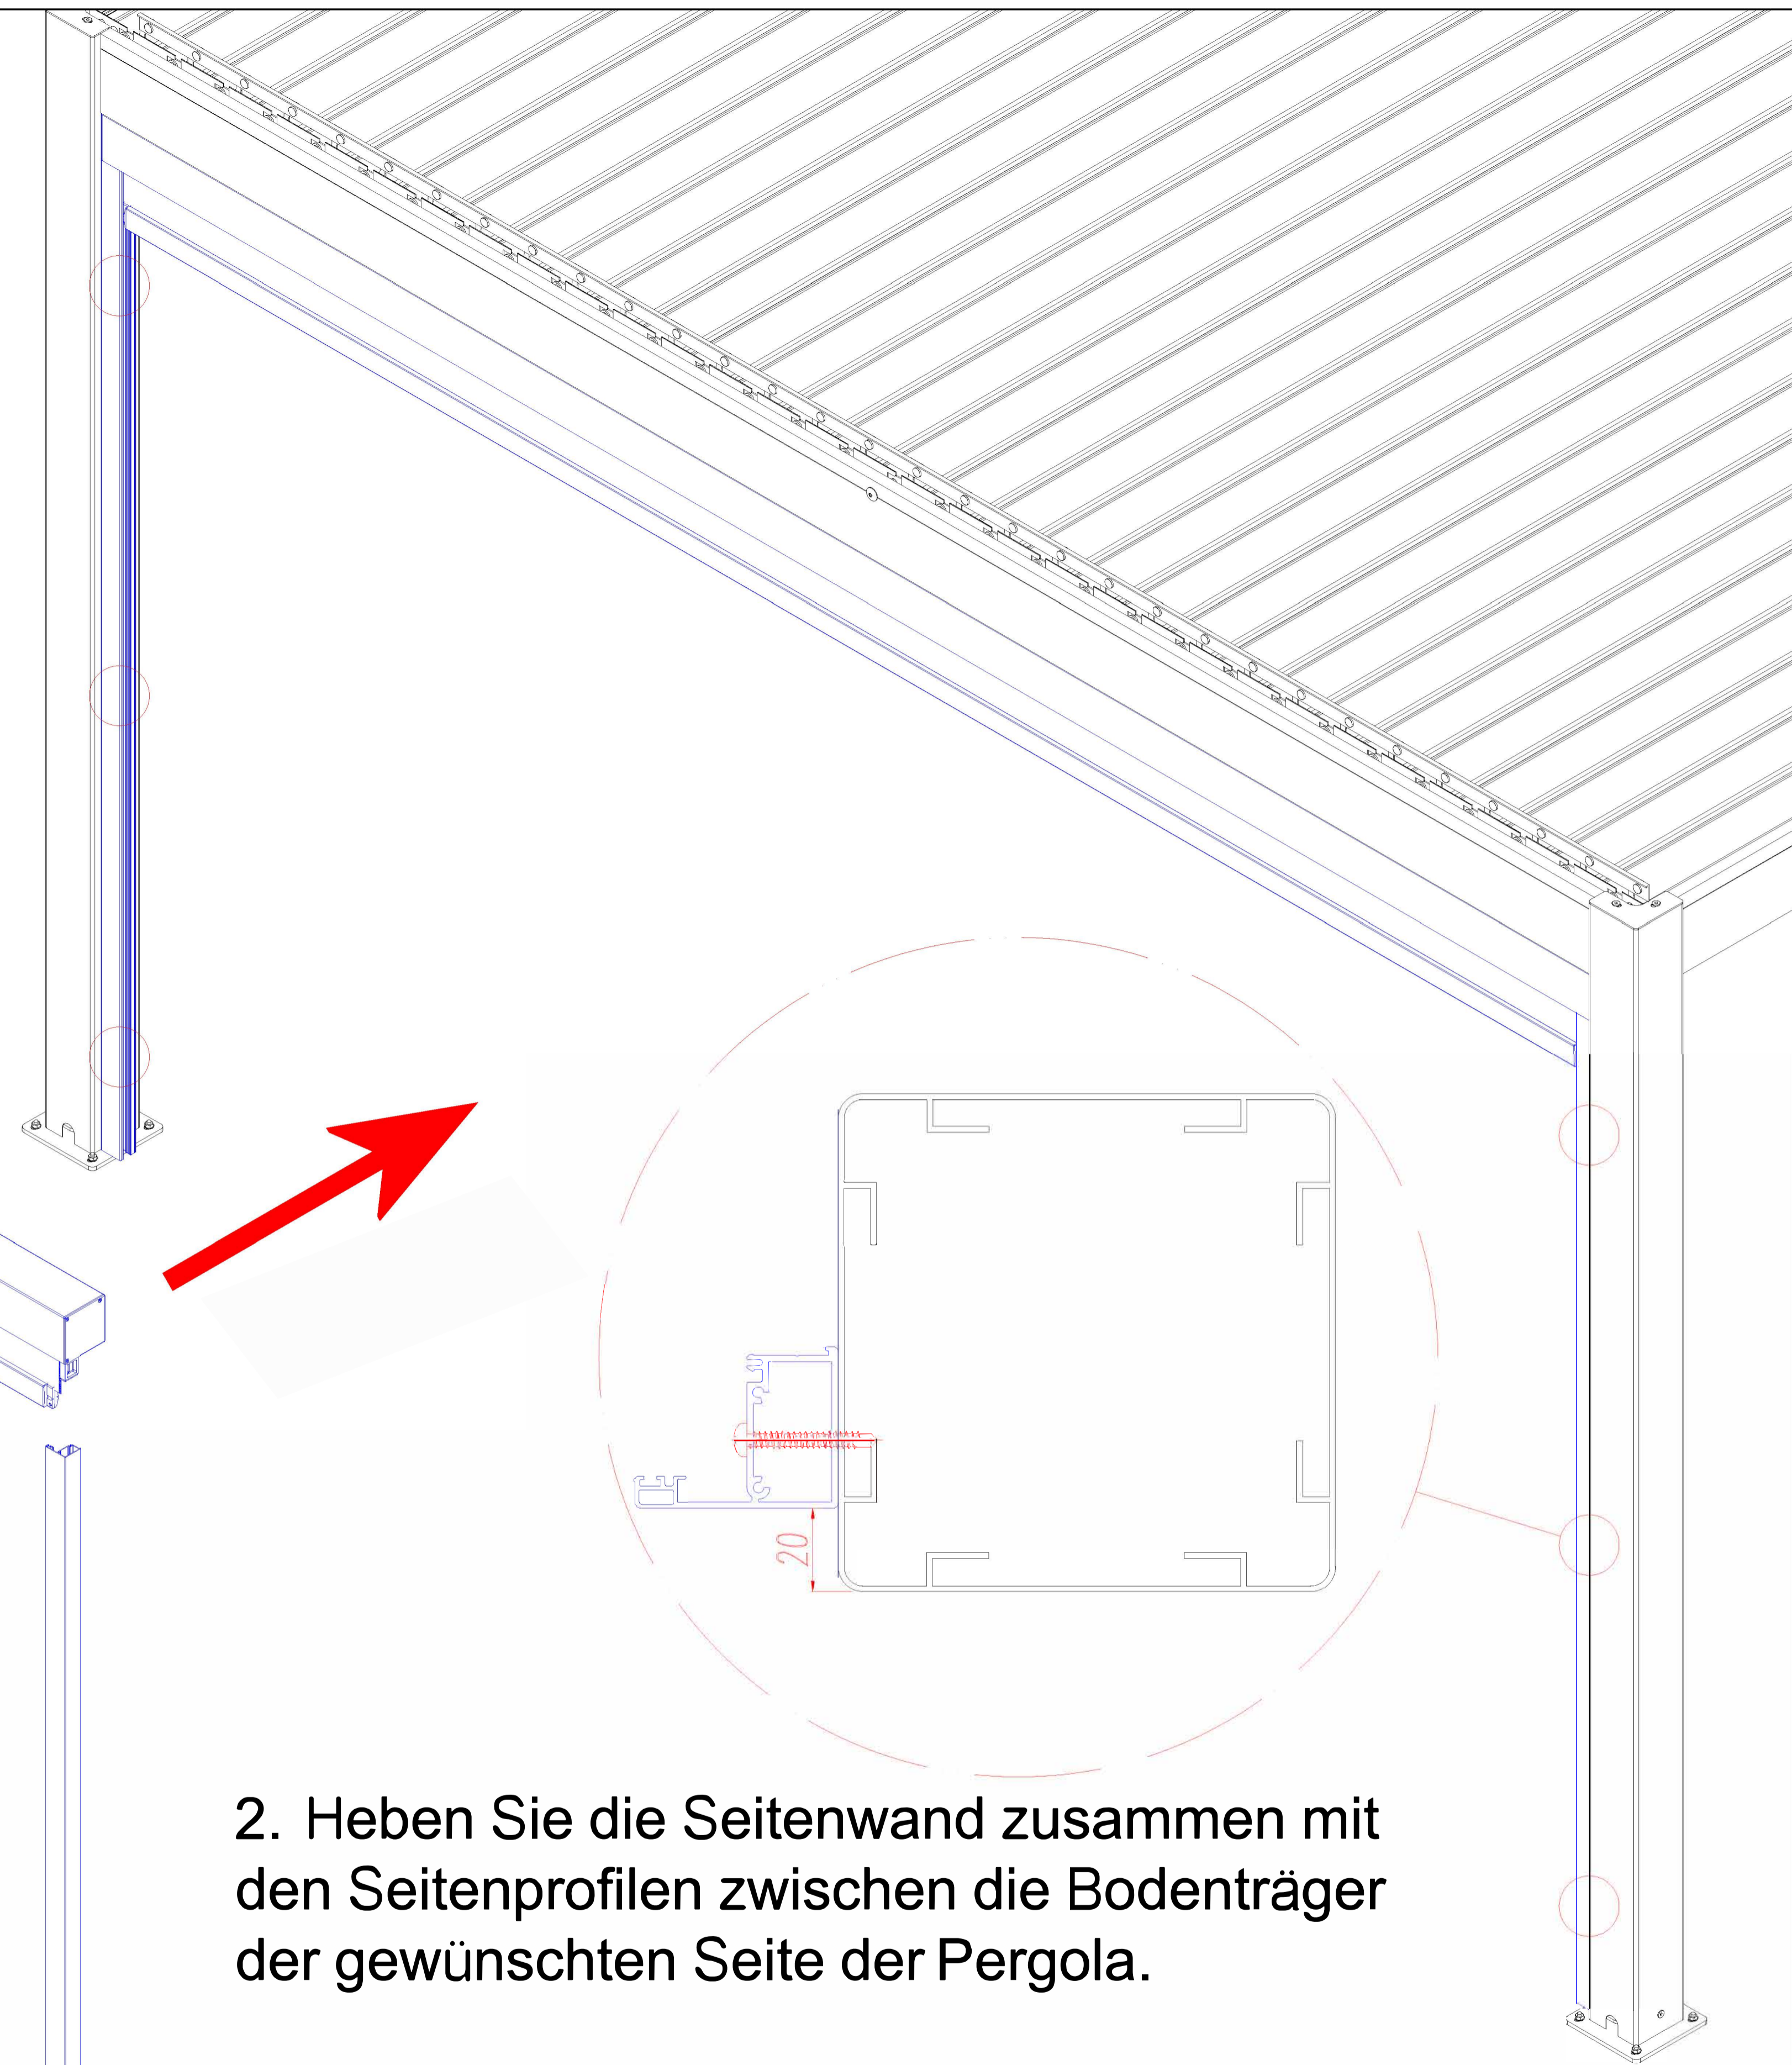 20
2. Heben Sie die Seitenwand zusammen mit
den Seitenprofilen zwischen die Bodenträger
der gewünschten Seite der Pergola.